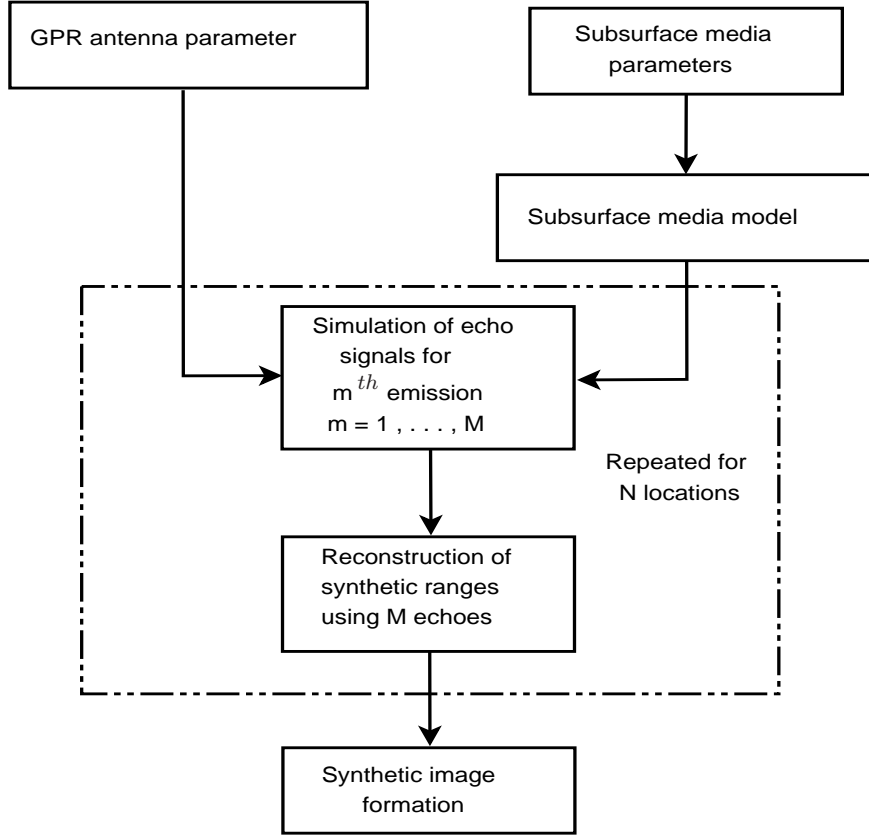 GPR antenna parameter
Subsurface media
parameters
Subsurface media model
Simulation of echo
signals for
m^th emission
m = 1 , . . . , M
Repeated for
N locations
Reconstruction of
synthetic ranges
using M echoes
Synthetic image
formation